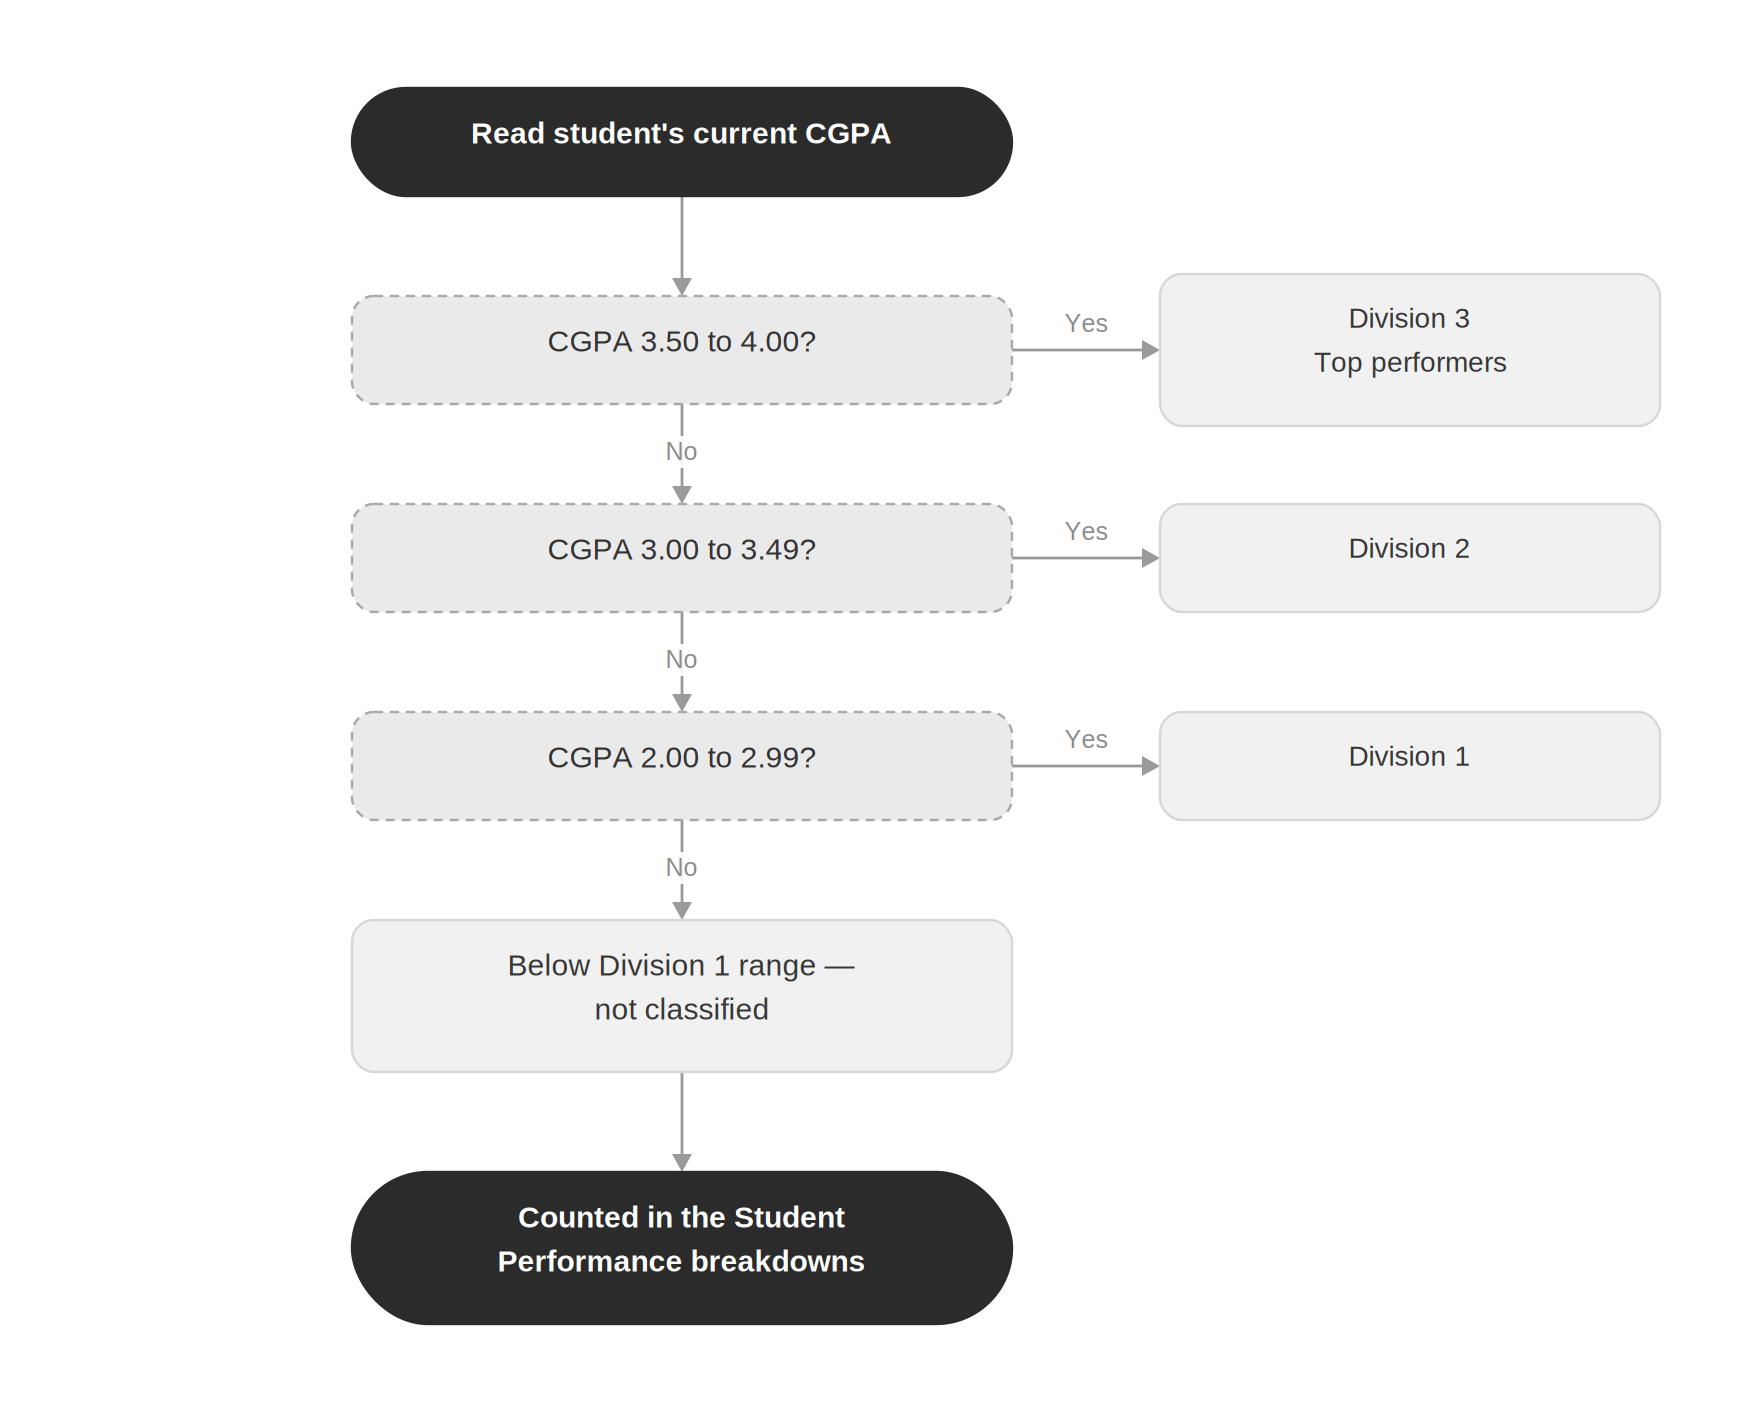 Read student's current CGPA
CGPA 3.50 to 4.00?
Yes
Division 3
Top performers
No
CGPA 3.00 to 3.49?
Yes
Division 2
No
CGPA 2.00 to 2.99?
Yes
Division 1
No
Below Division 1 range —
not classified
Counted in the Student
Performance breakdowns